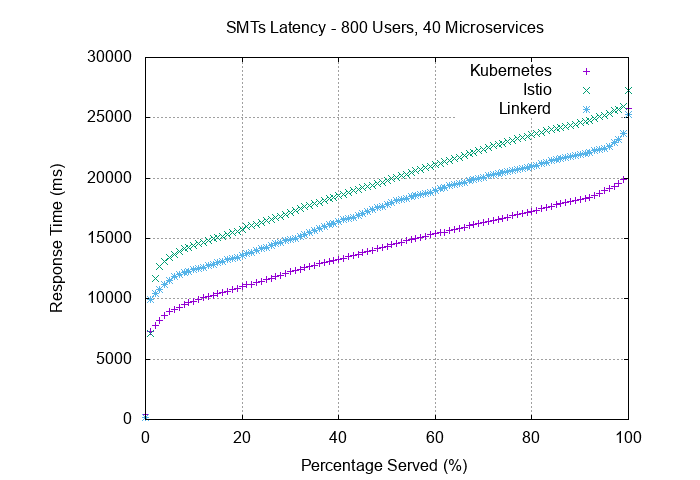 SMTs Latency - 800 Users, 40 Microservices
30000
25000
20000
15000
10000
5000
0
Response Time (ms)
Kubernetes
Istio
Linkerd
0 20 40 60 80 100
Percentage Served (%)